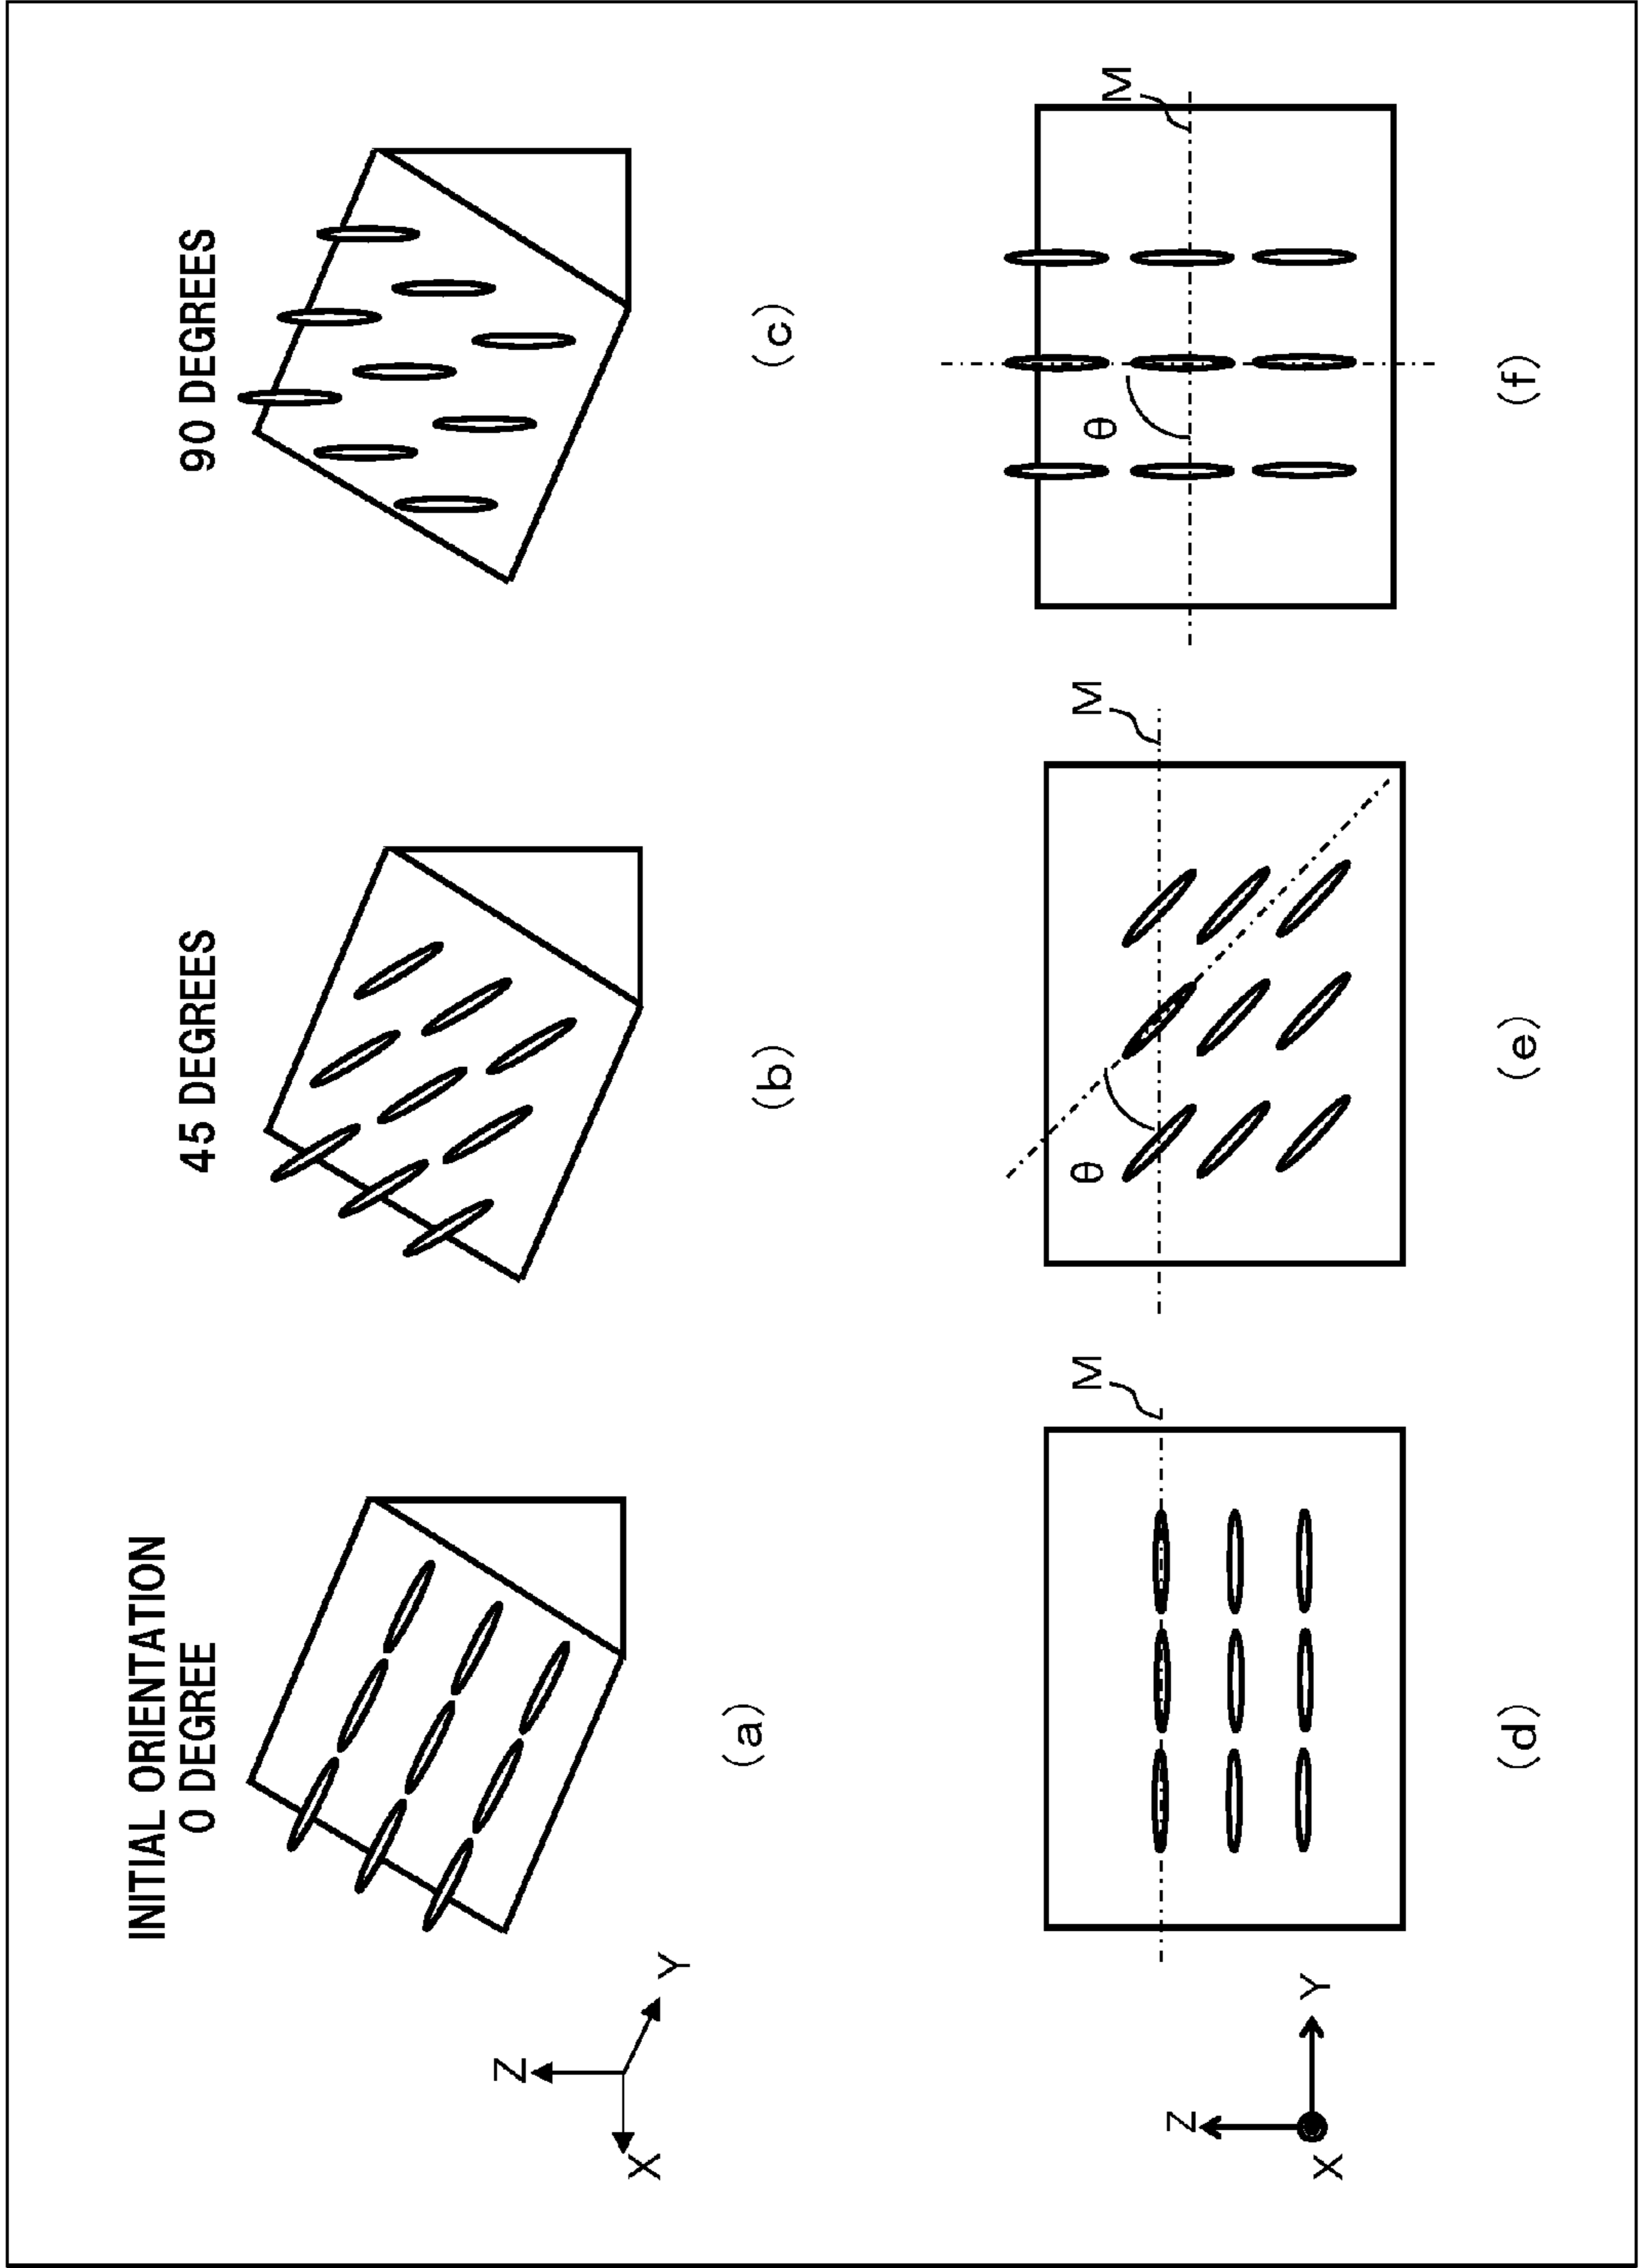 INITIAL ORIENTATION
0 DEGREE
45 DEGREES
90 DEGREES
Z
X
Y
(a)
(b)
(c)
M
M
θ
M
θ
Z
X
Y
(d)
(e)
(f)